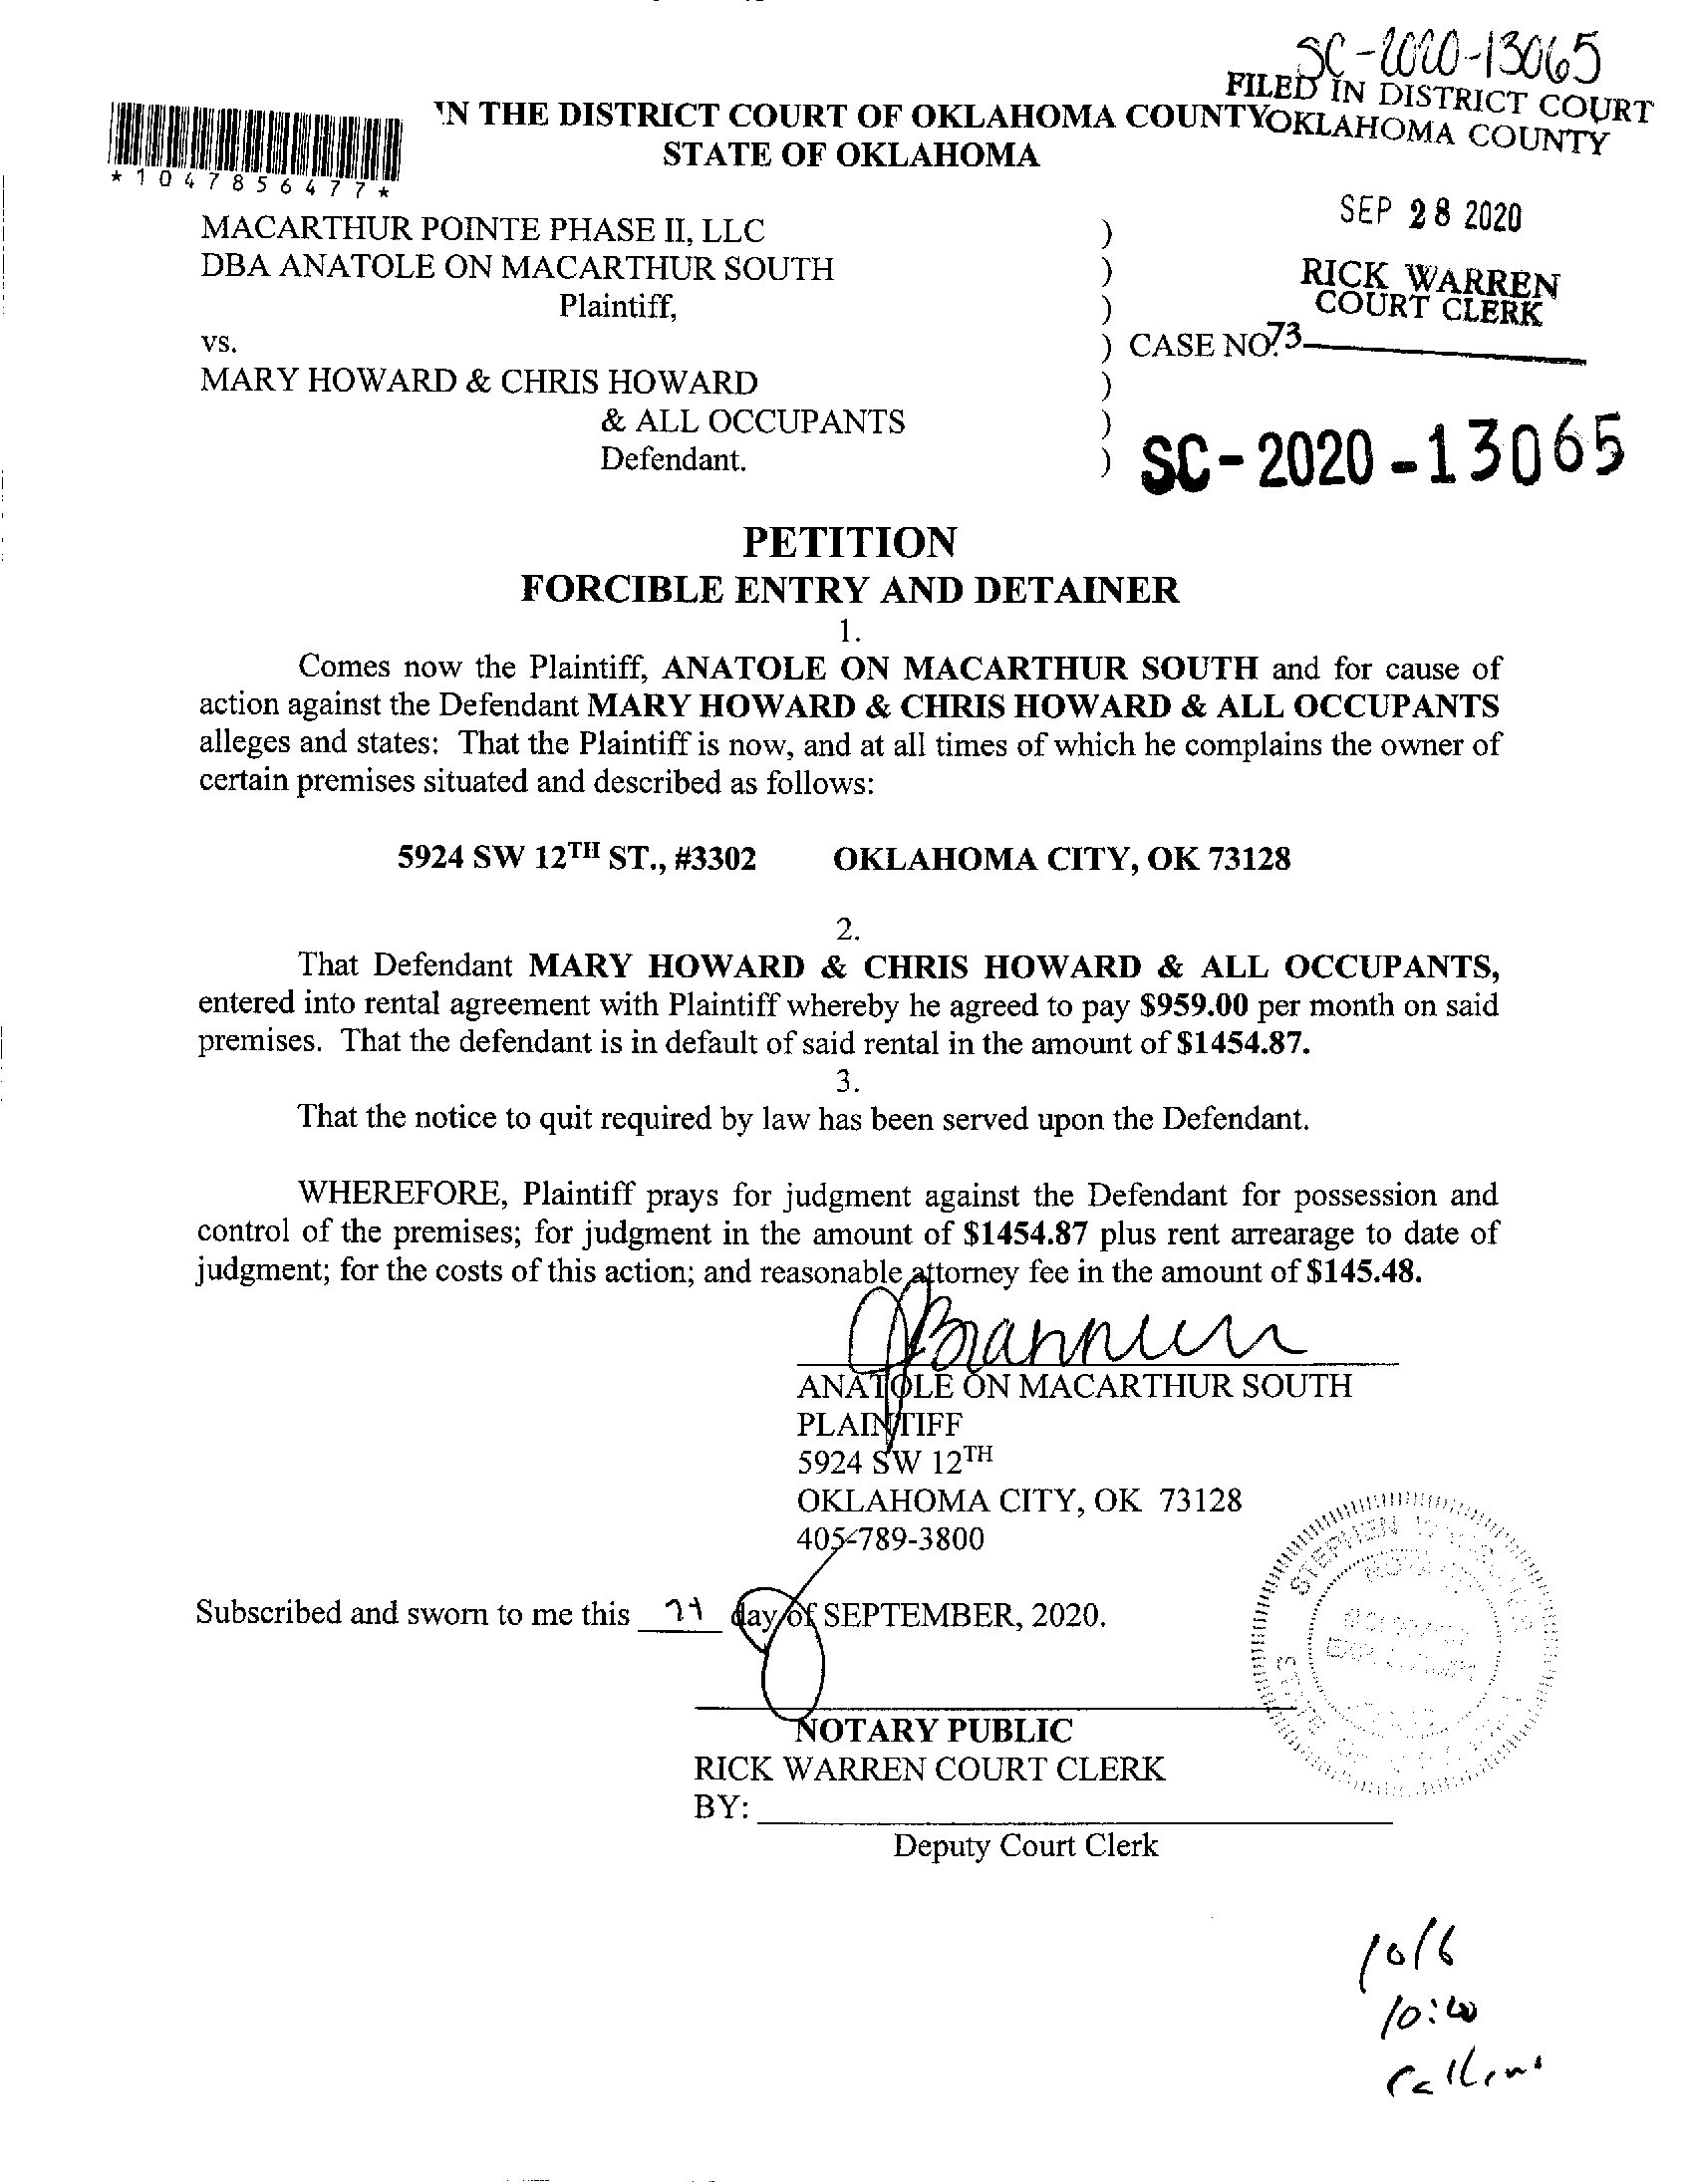 SC-2020-13065
FILED IN DISTRICT COURT
OKLAHOMA COUNTY
IN THE DISTRICT COURT OF OKLAHOMA COUNTY
STATE OF OKLAHOMA
*1047856477*
SEP 28 2020
RICK WARREN
COURT CLERK
73
MACARTHUR POINTE PHASE II, LLC )
DBA ANATOLE ON MACARTHUR SOUTH )
Plaintiff, )
vs. ) CASE NO.
MARY HOWARD & CHRIS HOWARD )
& ALL OCCUPANTS )
Defendant. )
SC-2020-13065
PETITION
FORCIBLE ENTRY AND DETAINER
1.
Comes now the Plaintiff, ANATOLE ON MACARTHUR SOUTH and for cause of
action against the Defendant MARY HOWARD & CHRIS HOWARD & ALL OCCUPANTS
alleges and states: That the Plaintiff is now, and at all times of which he complains the owner of
certain premises situated and described as follows:
5924 SW 12TH ST., #3302 OKLAHOMA CITY, OK 73128
2.
That Defendant MARY HOWARD & CHRIS HOWARD & ALL OCCUPANTS,
entered into rental agreement with Plaintiff whereby he agreed to pay $959.00 per month on said
premises. That the defendant is in default of said rental in the amount of $1454.87.
3.
That the notice to quit required by law has been served upon the Defendant.
WHEREFORE, Plaintiff prays for judgment against the Defendant for possession and
control of the premises; for judgment in the amount of $1454.87 plus rent arrearage to date of
judgment; for the costs of this action; and reasonable attorney fee in the amount of $145.48.
ANATOLE ON MACARTHUR SOUTH
PLAINTIFF
5924 SW 12TH
OKLAHOMA CITY, OK 73128
405-789-3800
Subscribed and sworn to me this day of SEPTEMBER, 2020.
STEPHEN
NOTARY PUBLIC
RICK WARREN COURT CLERK
BY:
Deputy Court Clerk
10/6
10:00